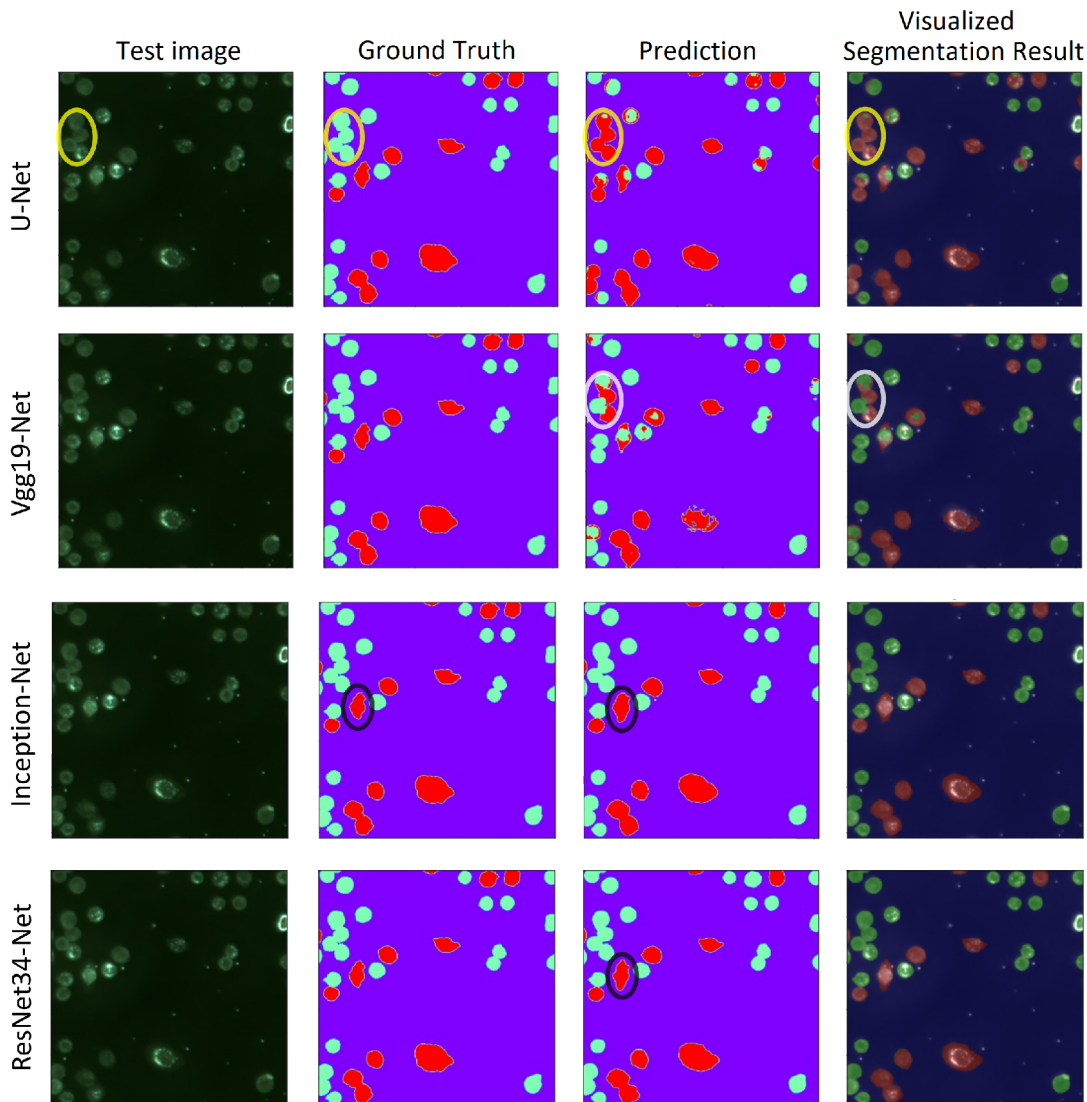 Test image
Ground Truth
Prediction
Visualized
Segmentation Result
U-Net
Vgg19-Net
Inception-Net
ResNet34-Net